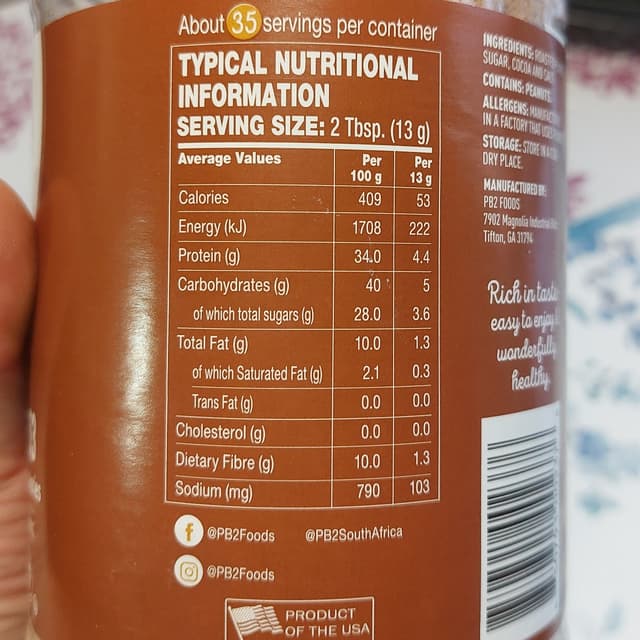 About 35 servings per container
TYPICAL NUTRITIONAL
INFORMATION
SERVING SIZE: 2 Tbsp. (13 g)
Average Values Per 100 g Per 13 g
Calories 409 53
Energy (kJ) 1708 222
Protein (g) 34.0 4.4
Carbohydrates (g) 40 5
of which total sugars (g) 28.0 3.6
Total Fat (g) 10.0 1.3
of which Saturated Fat (g) 2.1 0.3
Trans Fat (g) 0.0 0.0
Cholesterol (g) 0.0 0.0
Dietary Fibre (g) 10.0 1.3
Sodium (mg) 790 103
@PB2Foods @PB2SouthAfrica
@PB2Foods
PRODUCT
OF THE USA
INGREDIENTS:
SUGAR, COCOA AND
CONTAINS: PEANUTS
ALLERGENS:
IN A FACTORY THAT
STORAGE: STORE IN A
DRY PLACE.
MANUFACTURED BY:
PB2 FOODS
7902 Magnolia Industrial
Tifton, GA 31794
Rich in taste
easy to enjoy
wonderfully
healthy.